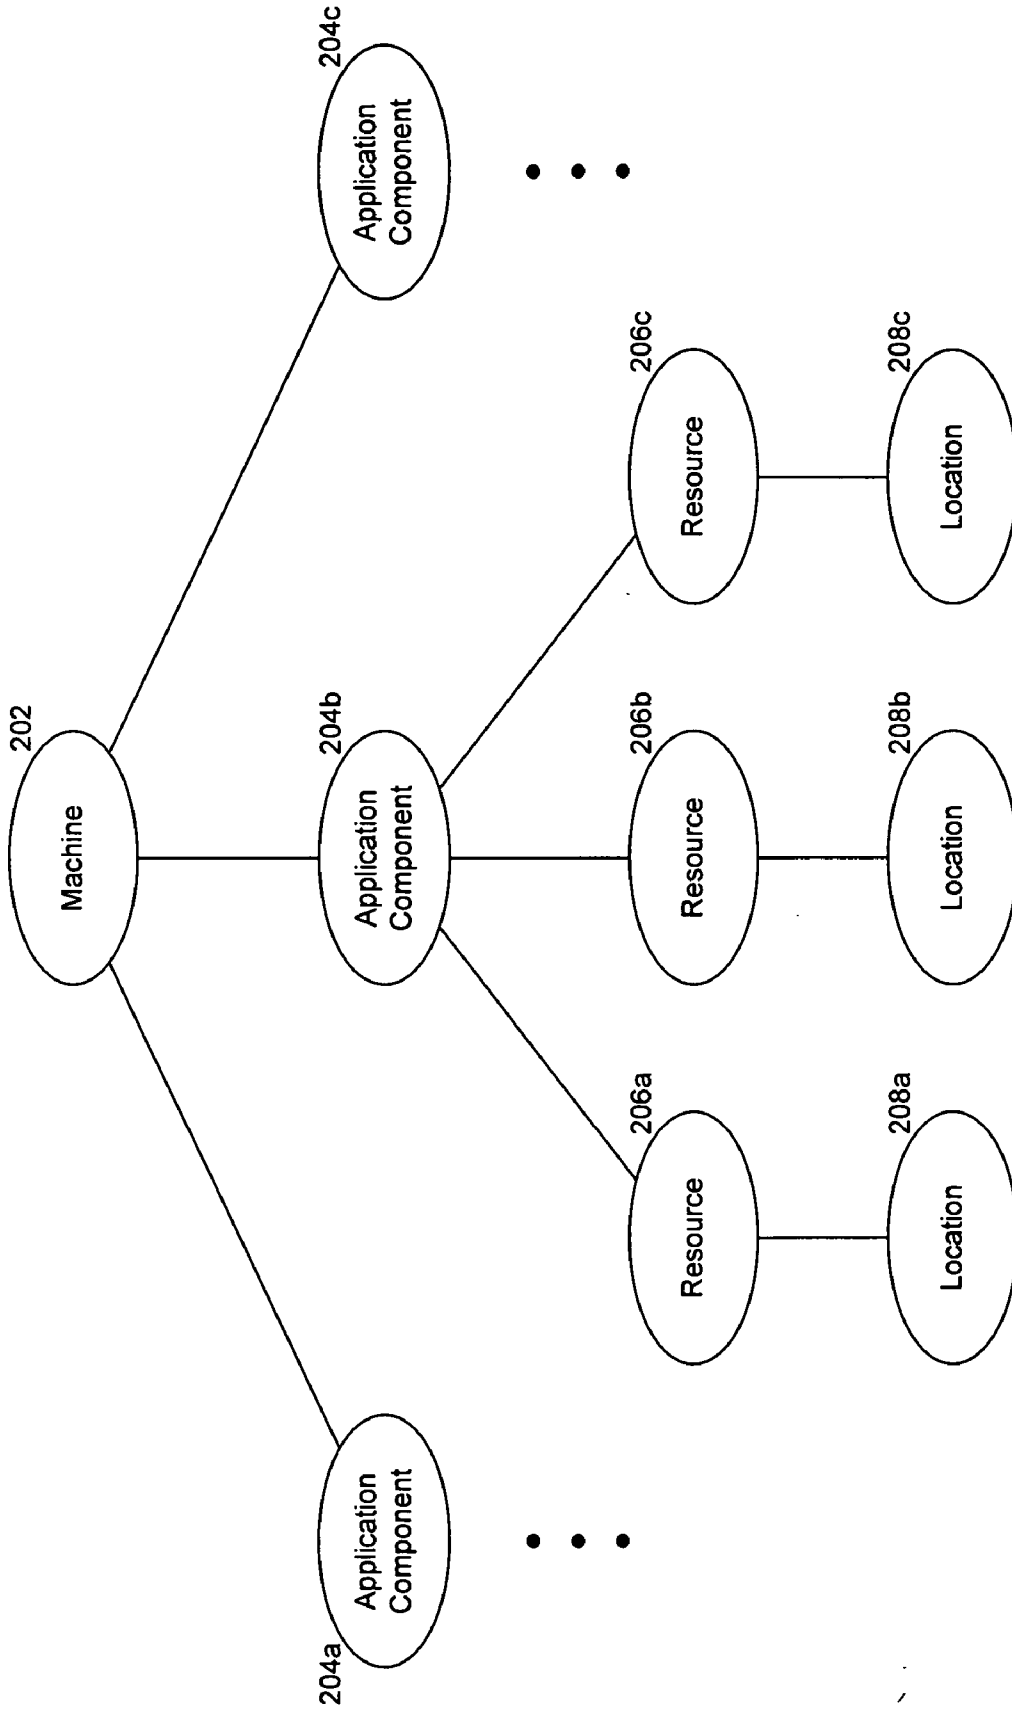 202
Machine
204a
Application
Component
204b
Application
Component
204c
Application
Component
206a
Resource
206b
Resource
206c
Resource
208a
Location
208b
Location
208c
Location